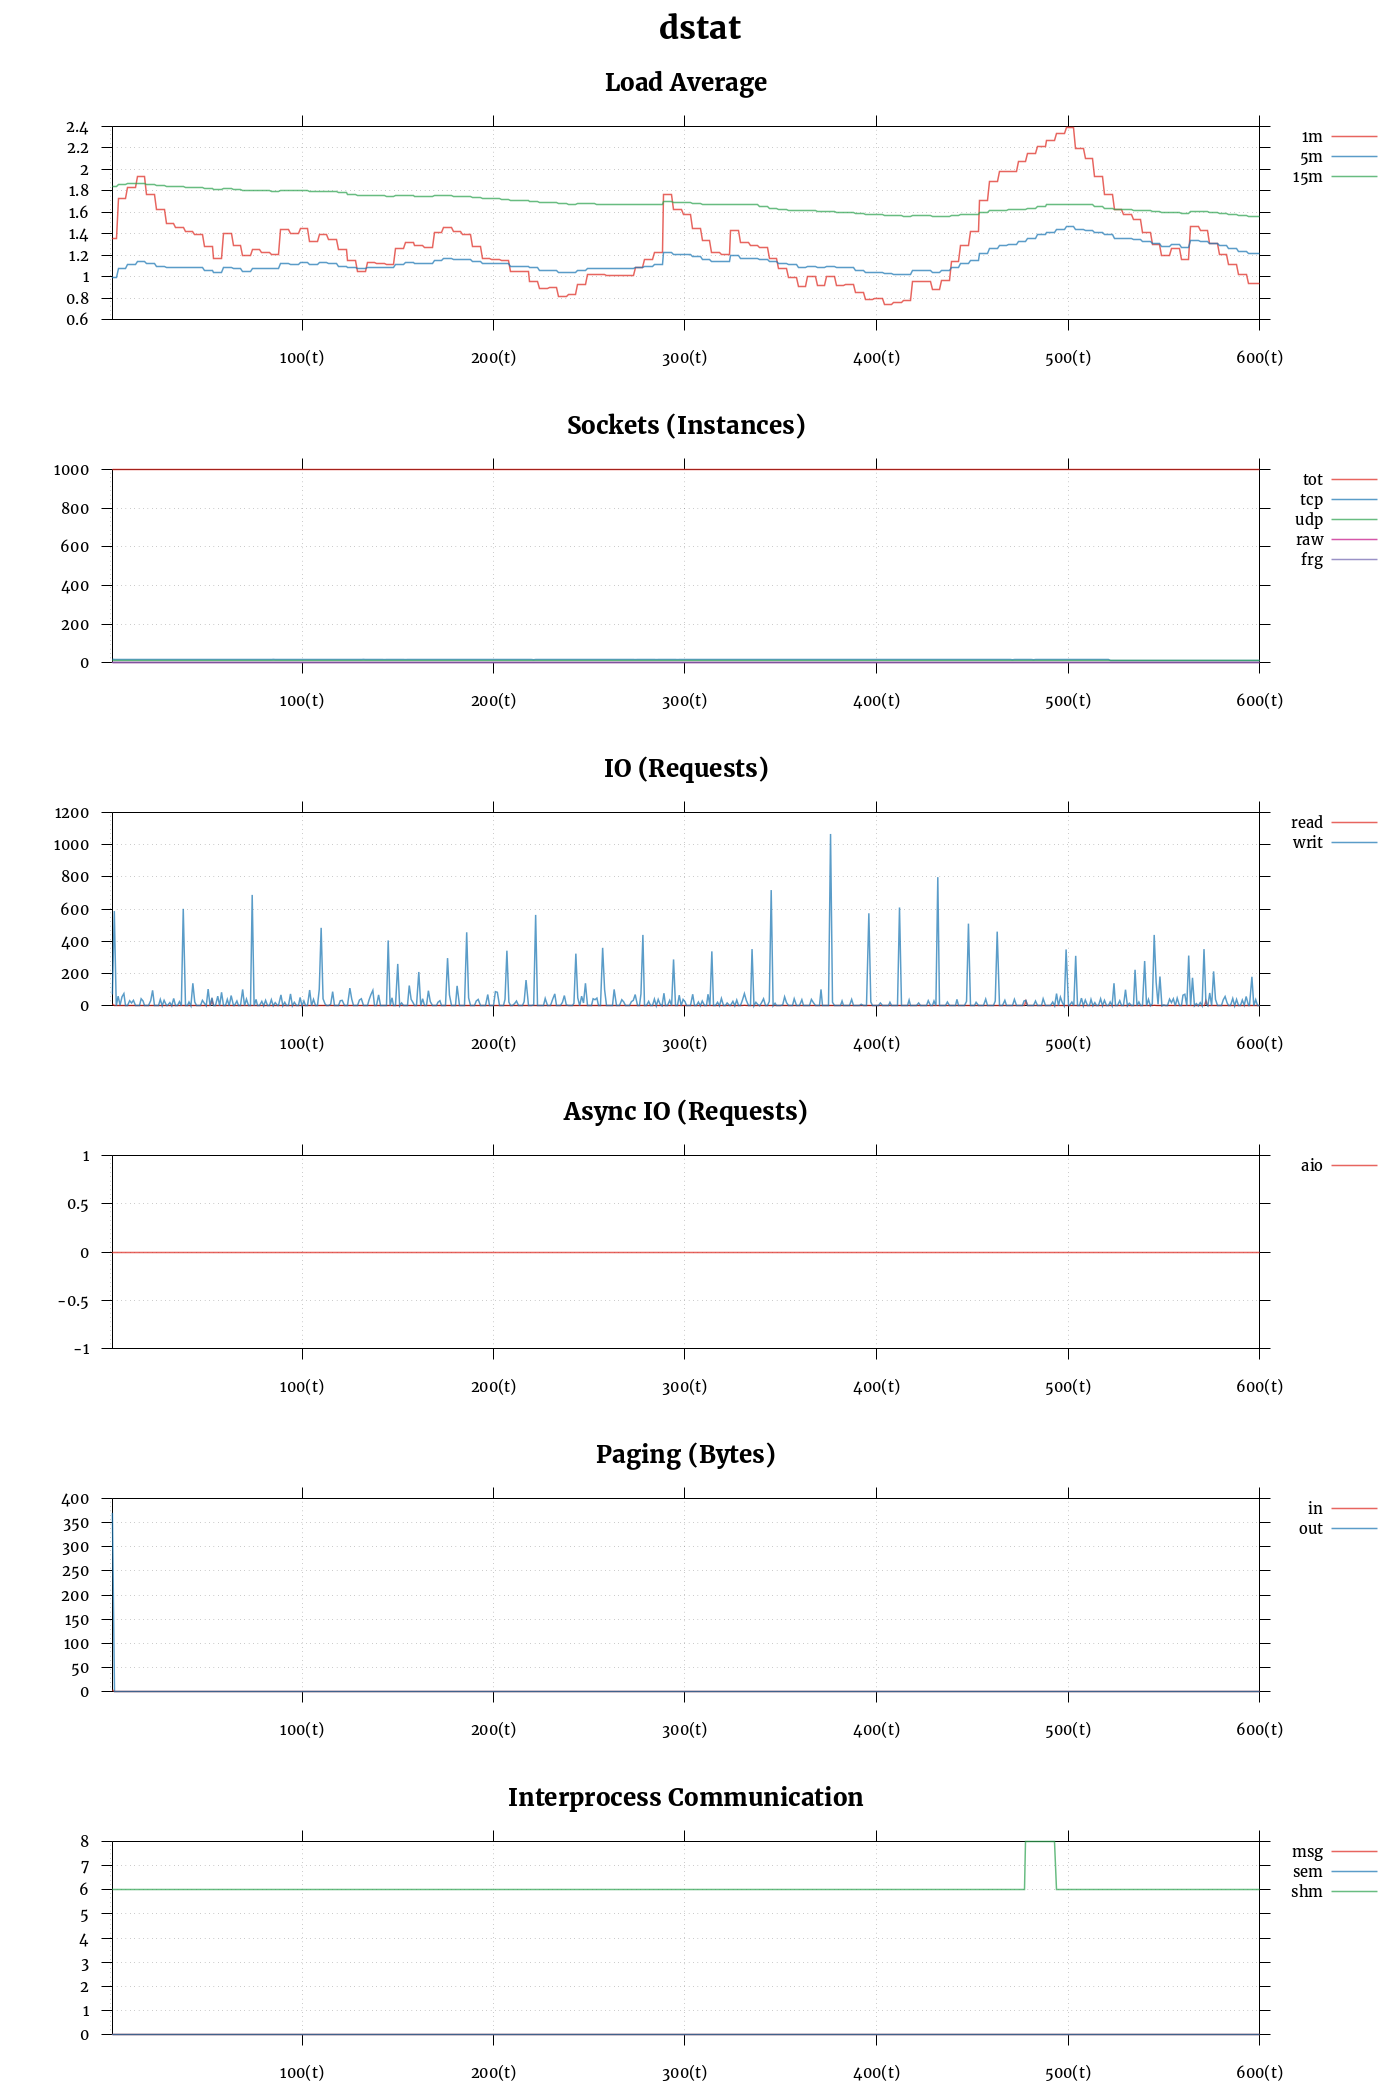 dstat
Load Average
2.4
2.2
2
1.8
1.6
1.4
1.2
1
0.8
0.6
100(t) 200(t) 300(t) 400(t) 500(t) 600(t)
1m
5m
15m
Sockets (Instances)
1000
800
600
400
200
0
100(t) 200(t) 300(t) 400(t) 500(t) 600(t)
tot
tcp
udp
raw
frg
IO (Requests)
1200
1000
800
600
400
200
0
100(t) 200(t) 300(t) 400(t) 500(t) 600(t)
read
writ
Async IO (Requests)
1
0.5
0
-0.5
-1
100(t) 200(t) 300(t) 400(t) 500(t) 600(t)
aio
Paging (Bytes)
400
350
300
250
200
150
100
50
0
100(t) 200(t) 300(t) 400(t) 500(t) 600(t)
in
out
Interprocess Communication
8
7
6
5
4
3
2
1
0
100(t) 200(t) 300(t) 400(t) 500(t) 600(t)
msg
sem
shm